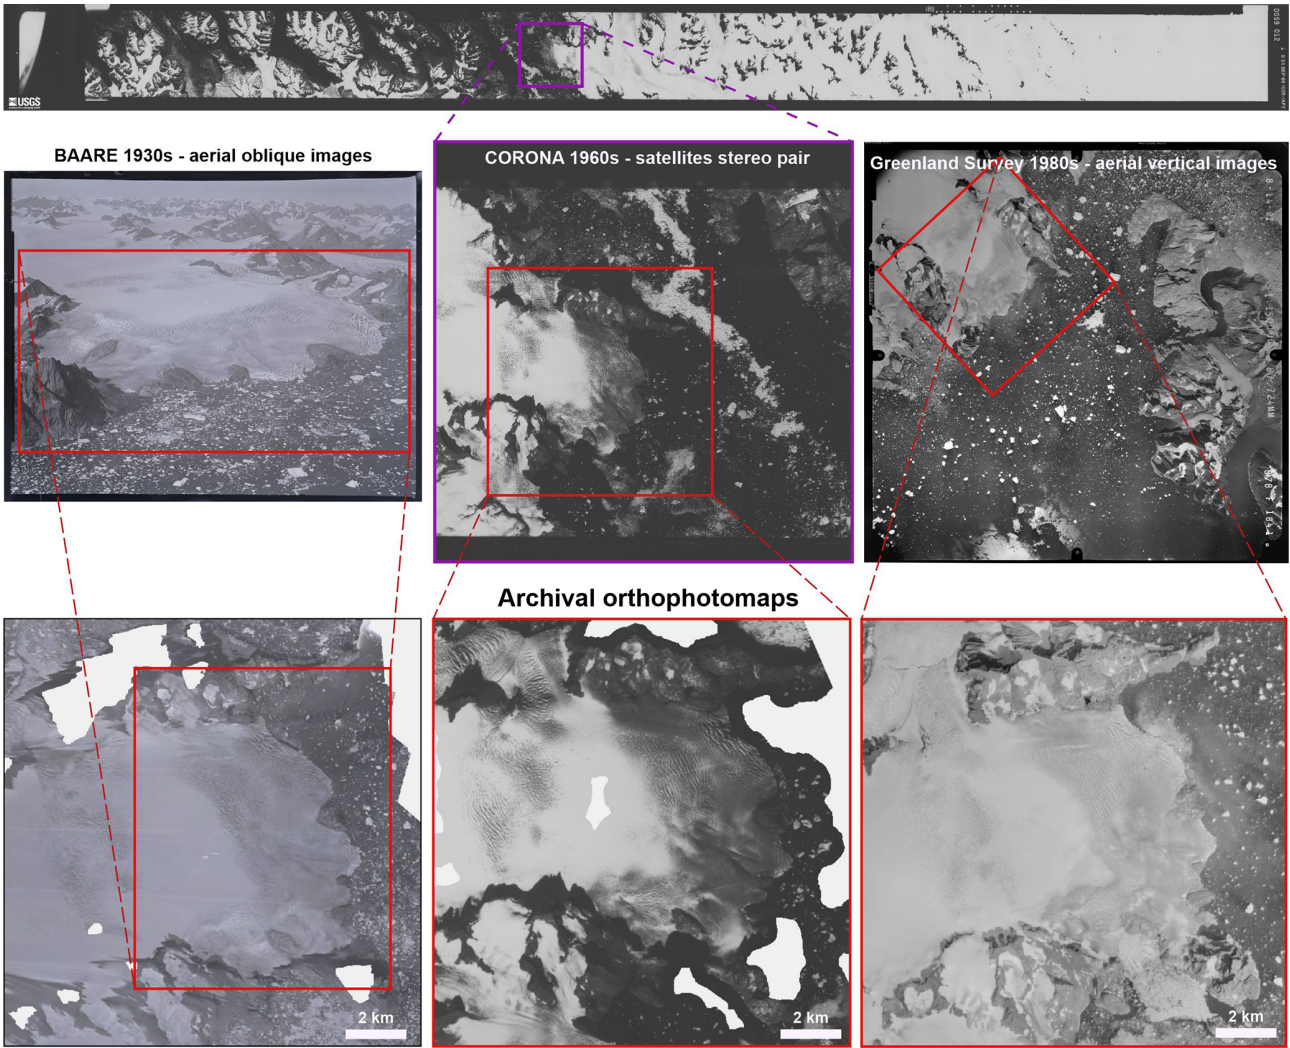 USGS
BAARE 1930s - aerial oblique images
CORONA 1960s - satellites stereo pair
Greenland Survey 1980s - aerial vertical images
Archival orthophotomaps
2 km
2 km
2 km